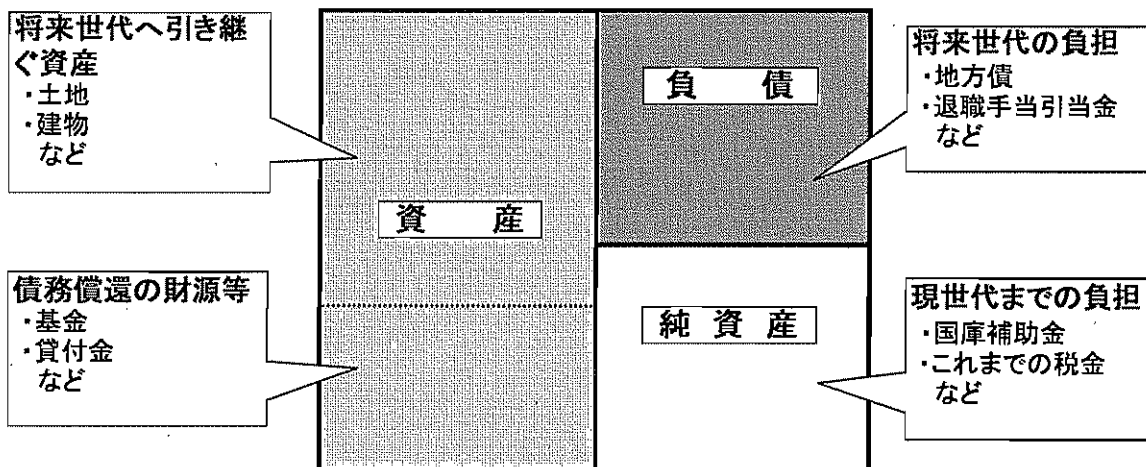 将来世代へ引き継
ぐ資産
・土地
・建物
など
債務償還の財源等
・基金
・貸付金
など
資　産
負　債
純 資 産
将来世代の負担
・地方債
・退職手当引当金
など
現世代までの負担
・国庫補助金
・これまでの税金
など